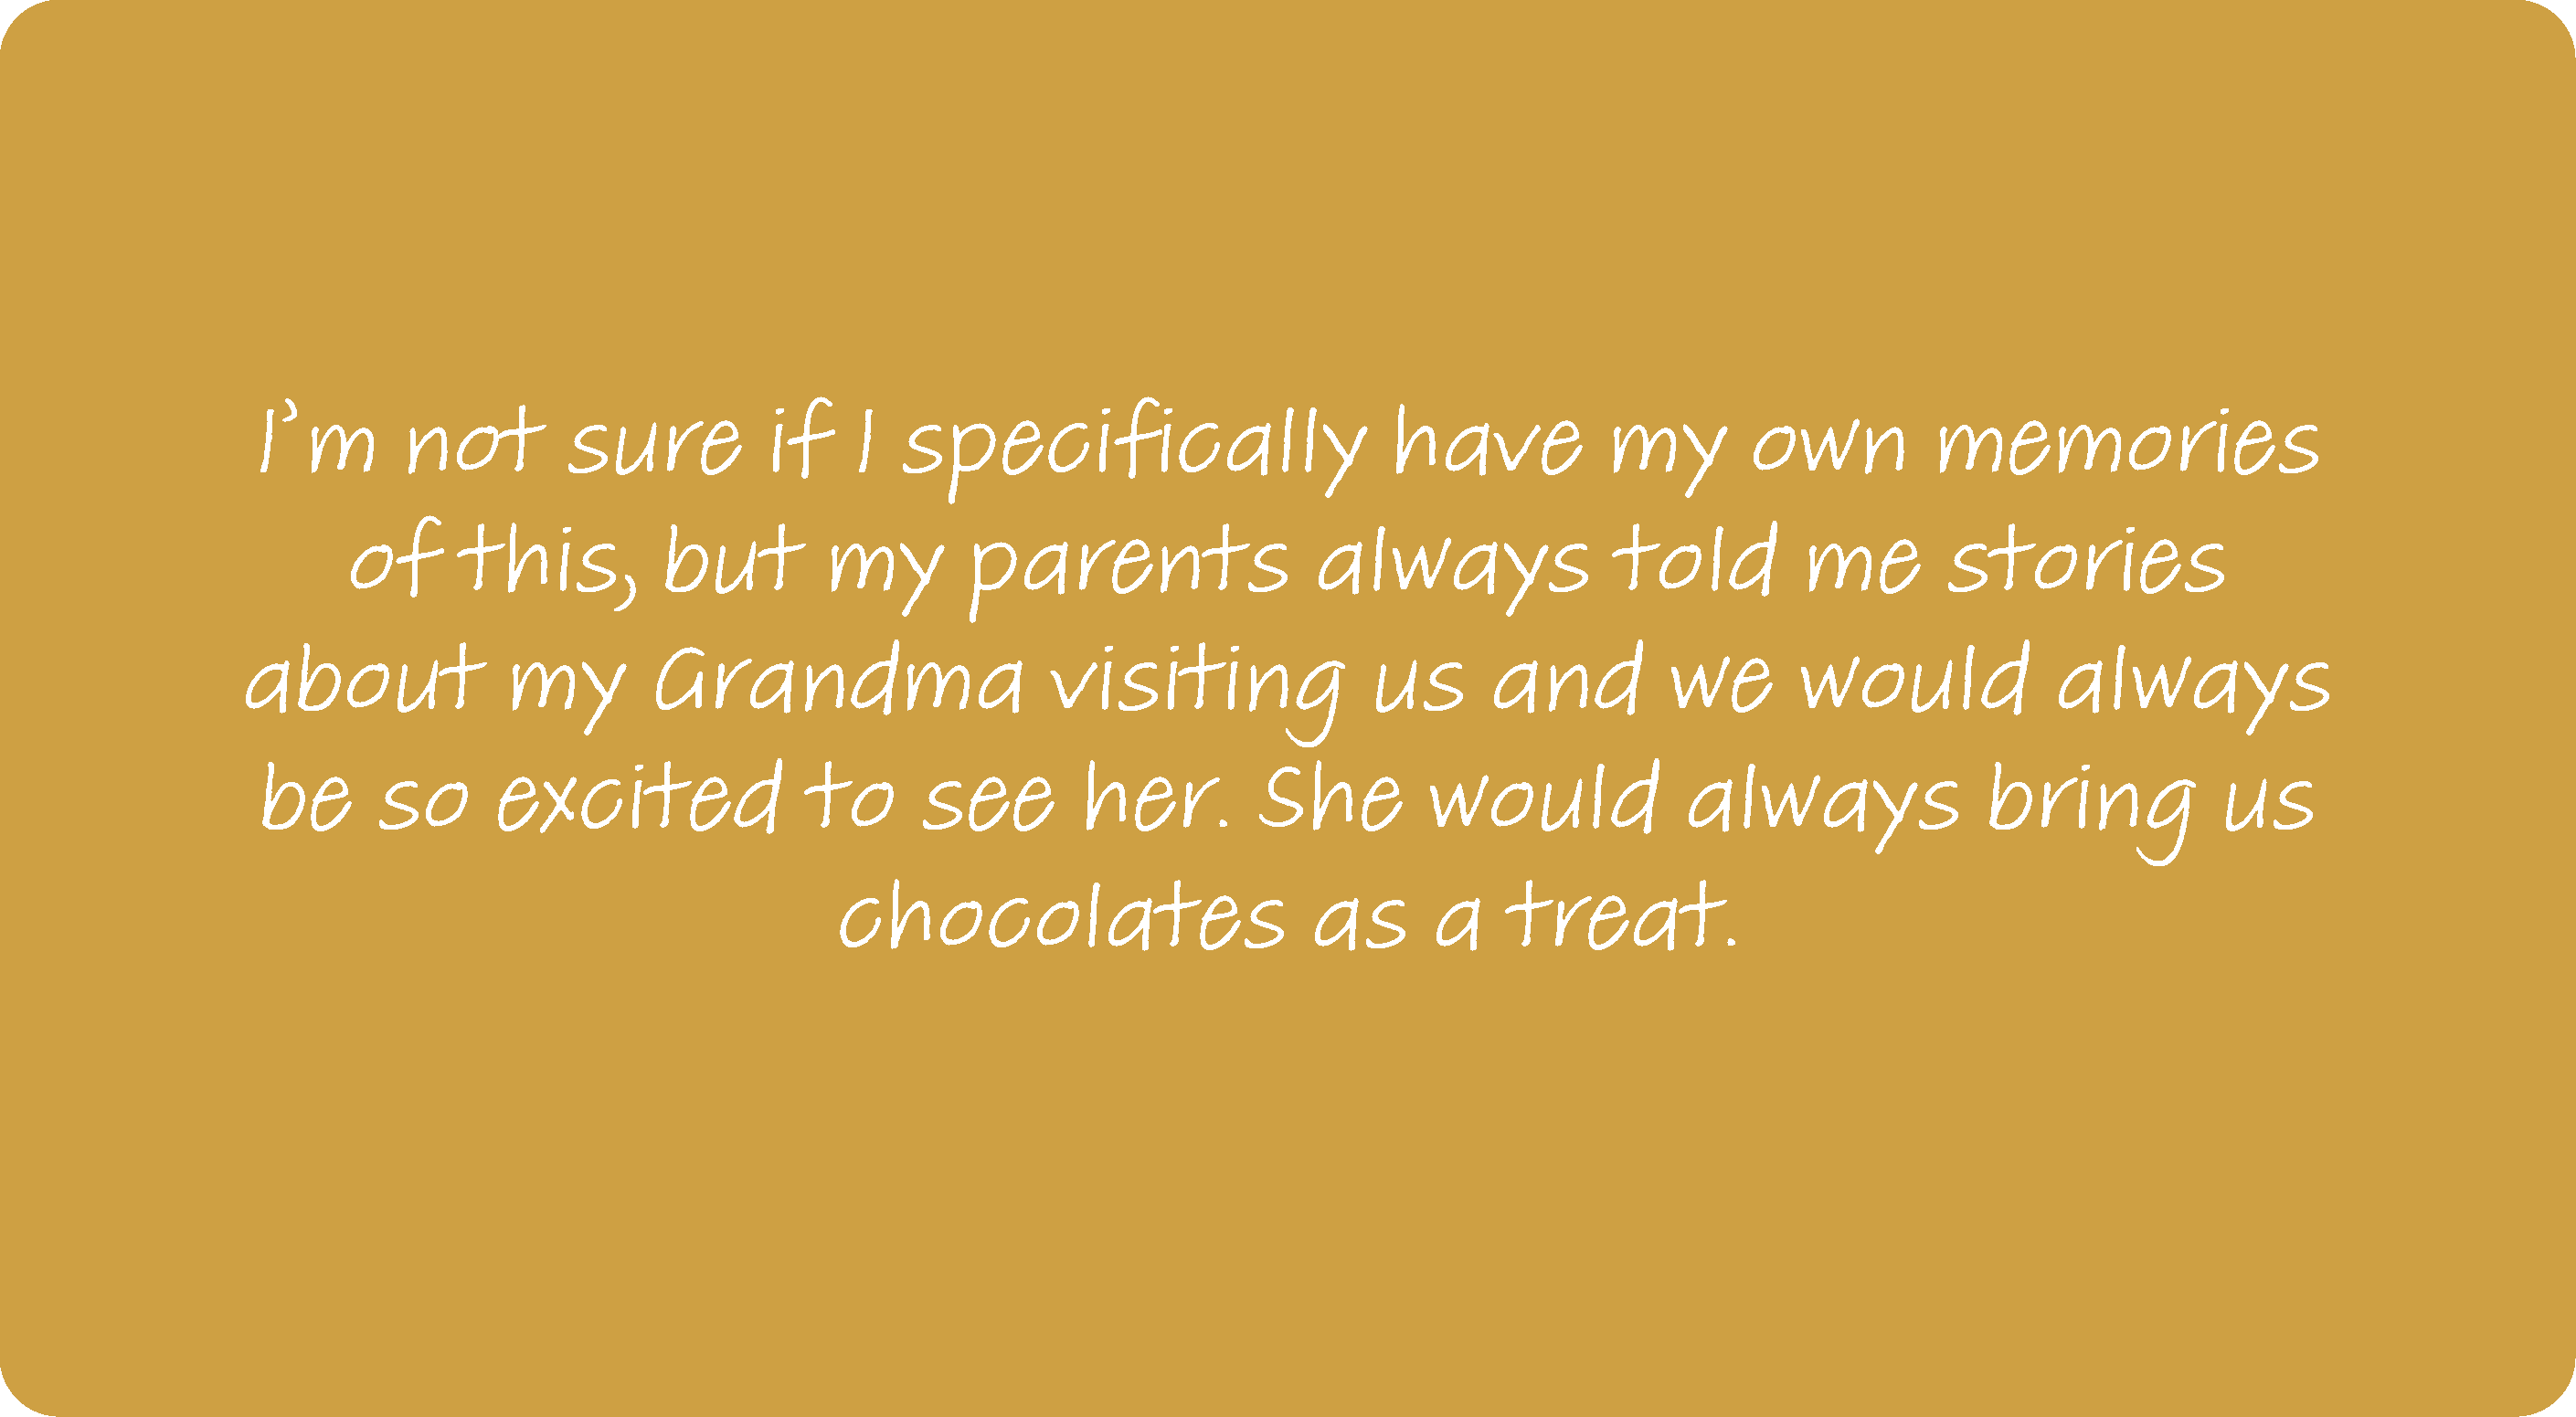 I’m not sure if I specifically have my own memories
of this, but my parents always told me stories
about my Grandma visiting us and we would always
be so excited to see her. She would always bring us
chocolates as a treat.